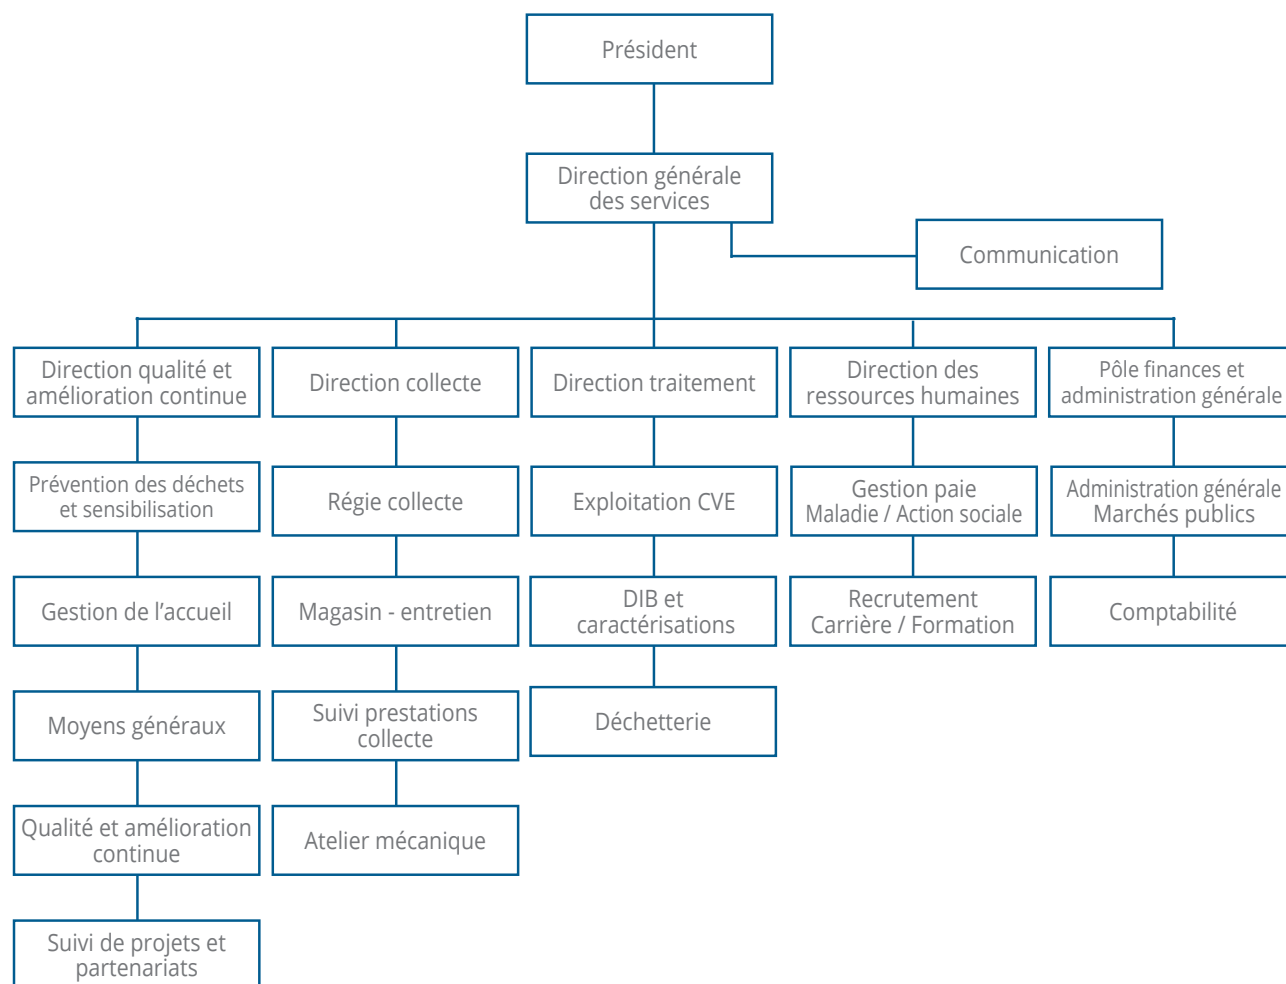 Président
Direction générale
des services
Communication
Direction qualité et
amélioration continue
Direction collecte
Direction traitement
Direction des
ressources humaines
Pôle finances et
administration générale
Prévention des déchets
et sensibilisation
Régie collecte
Exploitation CVE
Gestion paie
Maladie / Action sociale
Administration générale
Marchés publics
Gestion de l’accueil
Magasin - entretien
DIB et
caractérisations
Recrutement
Carrière / Formation
Comptabilité
Moyens généraux
Suivi prestations
collecte
Déchetterie
Qualité et amélioration
continue
Atelier mécanique
Suivi de projets et
partenariats